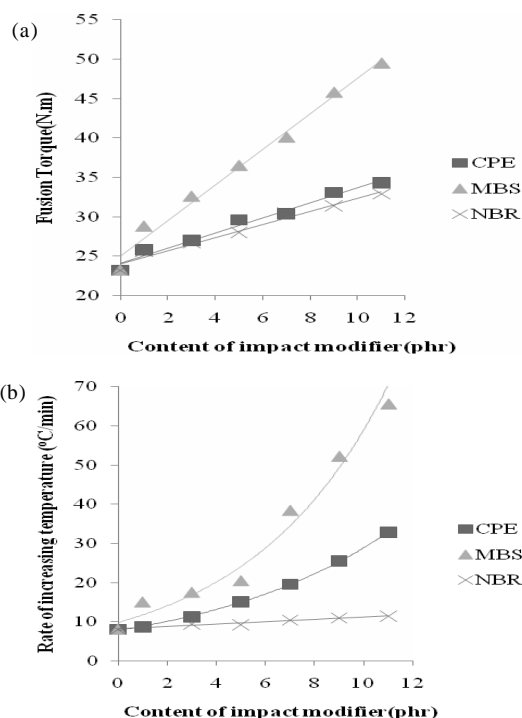 (a)
50
45
40
35
30
25
20
Fusion Torque(N.m)
CPE
MBS
NBR
0 2 4 6 8 10 12
Content of impact modifier(phr)
(b)
70
60
50
40
30
20
10
0
Rate of increasing temperature (°C/min)
CPE
MBS
NBR
0 2 4 6 8 10 12
Content of impact modifier(phr)